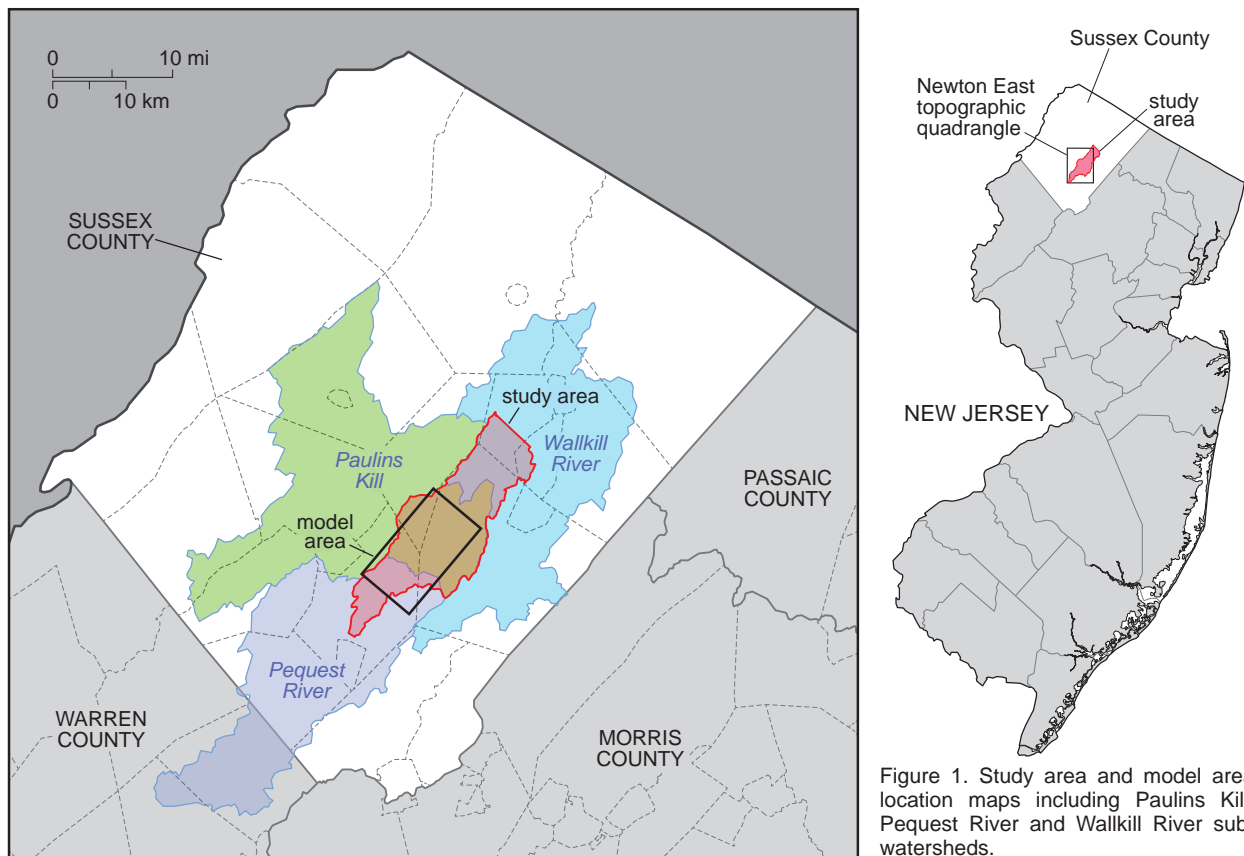 0 10 mi
0 10 km
SUSSEX
COUNTY
study area
Wallkill
River
Paulins
Kill
PASSAIC
COUNTY
model
area
Pequest
River
WARREN
COUNTY
MORRIS
COUNTY
Sussex County
Newton East
topographic
quadrangle
study
area
NEW JERSEY
Figure 1. Study area and model area
location maps including Paulins Kil
Pequest River and Wallkill River sub
watersheds.